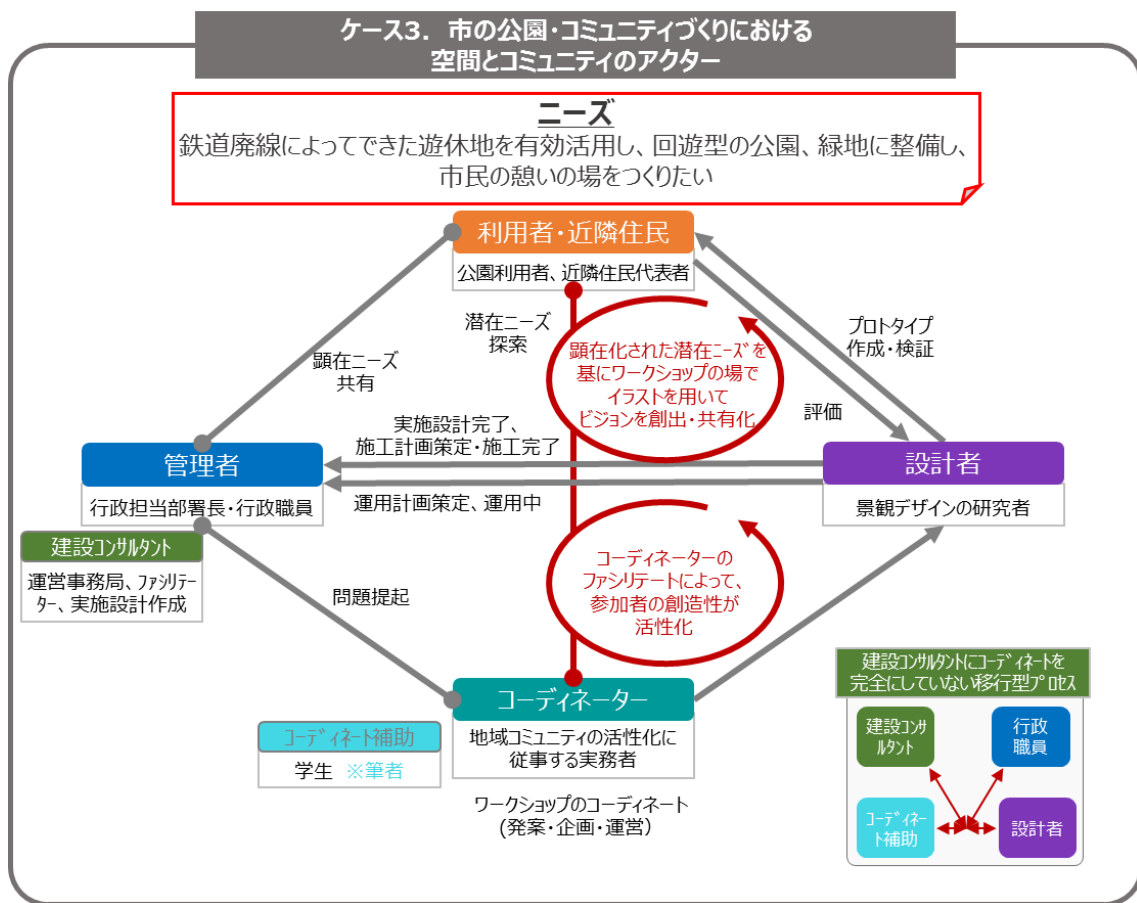 ケース3. 市の公園・コミュニティづくりにおける
空間とコミュニティのアクター
ニーズ
鉄道廃線によってできた遊休地を有効活用し、回遊型の公園、緑地に整備し、
市民の憩いの場をつくりたい
利用者・近隣住民
公園利用者、近隣住民代表者
潜在ニーズ
探索
顕在ニーズ
共有
プロトタイプ
作成・検証
顕在化された潜在ニーズを
基にワークショップの場で
イラストを用いて
ビジョンを創出・共有化
評価
実施設計完了、
施工計画策定・施工完了
管理者
行政担当部署長・行政職員
運用計画策定、運用中
設計者
景観デザインの研究者
建設コンサルタント
運営事務局、ファシリテー
ター、実施設計作成
問題提起
コーディネーターの
ファシリテートによって、
参加者の創造性が
活性化
コーディネーター
地域コミュニティの活性化に
従事する実務者
コーディネート補助
学生 ※筆者
ワークショップのコーディネート
(発案・企画・運営)
建設コンサルタントにコーディネートを
完全にしていない移行型プロセス
建設コンサ
ルタント
行政
職員
コーディネー
ト補助
設計者